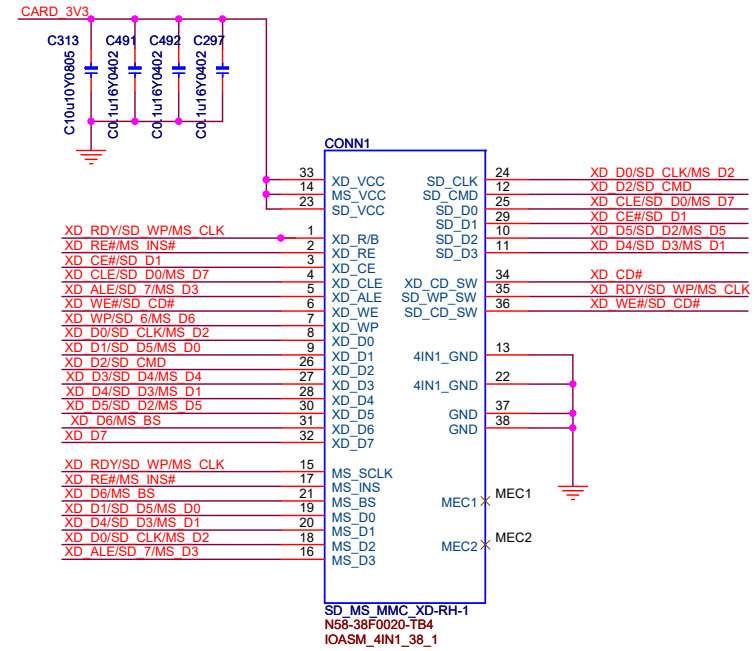 CARD_3V3
C313 C491 C492 C297
C10u10Y0805 C0.1u16Y0402 C0.1u16Y0402 C0.1u16Y0402
CONN1
33 XD_VCC
14 MS_VCC
23 SD_VCC
XD_RDY/SD_WP/MS_CLK 1 XD_R/B
XD_RE#/MS_INS# 2 XD_RE
XD_CE#/SD_D1 3 XD_CE
XD_CLE/SD_D0/MS_D7 4 XD_CLE
XD_ALE/SD_7/MS_D3 5 XD_ALE
XD_WE#/SD_CD# 6 XD_WE
XD_WP/SD_6/MS_D6 7 XD_WP
XD_D0/SD_CLK/MS_D2 8 XD_D0
XD_D1/SD_D5/MS_D0 9 XD_D1
XD_D2/SD_CMD 26 XD_D2
XD_D3/SD_D4/MS_D4 27 XD_D3
XD_D4/SD_D3/MS_D1 28 XD_D4
XD_D5/SD_D2/MS_D5 30 XD_D5
XD_D6/MS_BS 31 XD_D6
XD_D7 32 XD_D7
XD_RDY/SD_WP/MS_CLK 15 MS_SCLK
XD_RE#/MS_INS# 17 MS_INS
XD_D6/MS_BS 21 MS_BS
XD_D1/SD_D5/MS_D0 19 MS_D0
XD_D4/SD_D3/MS_D1 20 MS_D1
XD_D0/SD_CLK/MS_D2 18 MS_D2
XD_ALE/SD_7/MS_D3 16 MS_D3
SD_CLK 24 XD_D0/SD_CLK/MS_D2
SD_CMD 12 XD_D2/SD_CMD
SD_D0 25 XD_CLE/SD_D0/MS_D7
SD_D1 29 XD_CE#/SD_D1
SD_D2 10 XD_D5/SD_D2/MS_D5
SD_D3 11 XD_D4/SD_D3/MS_D1
XD_CD_SW 34 XD_CD#
SD_WP_SW 35 XD_RDY/SD_WP/MS_CLK
SD_CD_SW 36 XD_WE#/SD_CD#
4IN1_GND 13
4IN1_GND 22
GND 37
GND 38
MEC1 MEC1
MEC2 MEC2
SD_MS_MMC_XD-RH-1
N58-38F0020-TB4
IOASM_4IN1_38_1